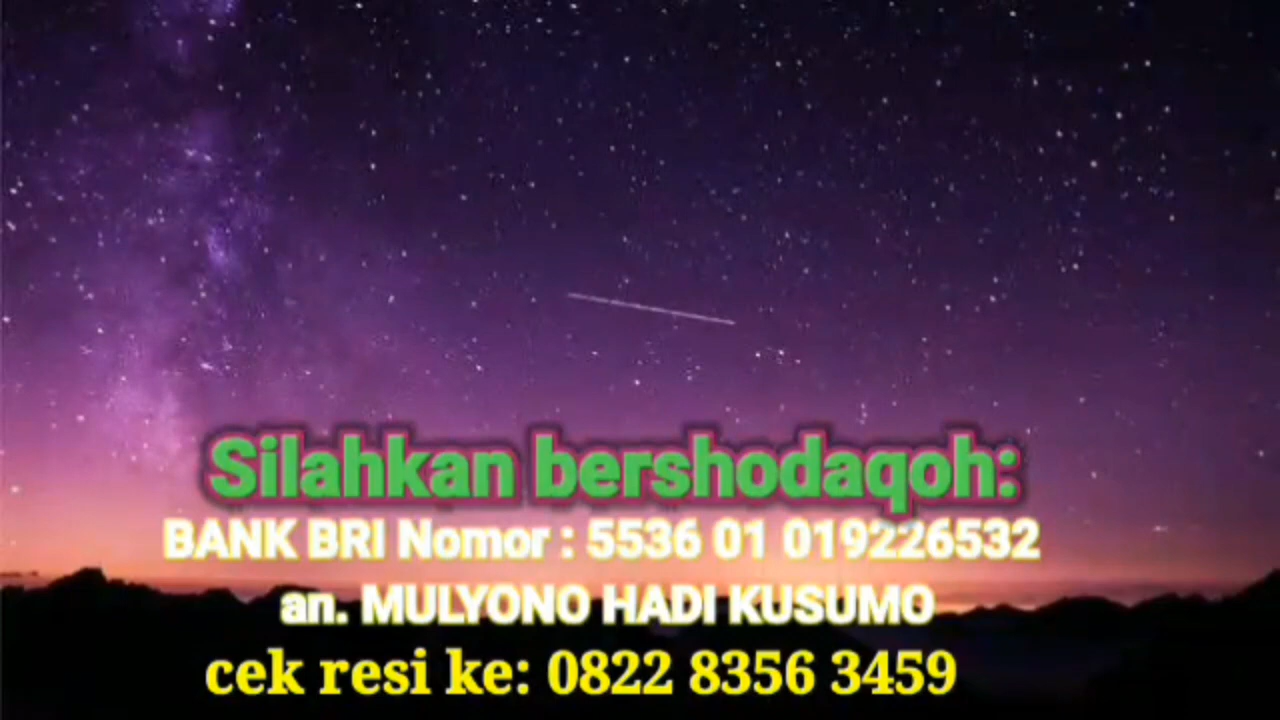 Silahkan bershodaqoh:
BANK BRI Nomor : 5536 01 019226532
an. MULYONO HADI KUSUMO
cek resi ke: 0822 8356 3459